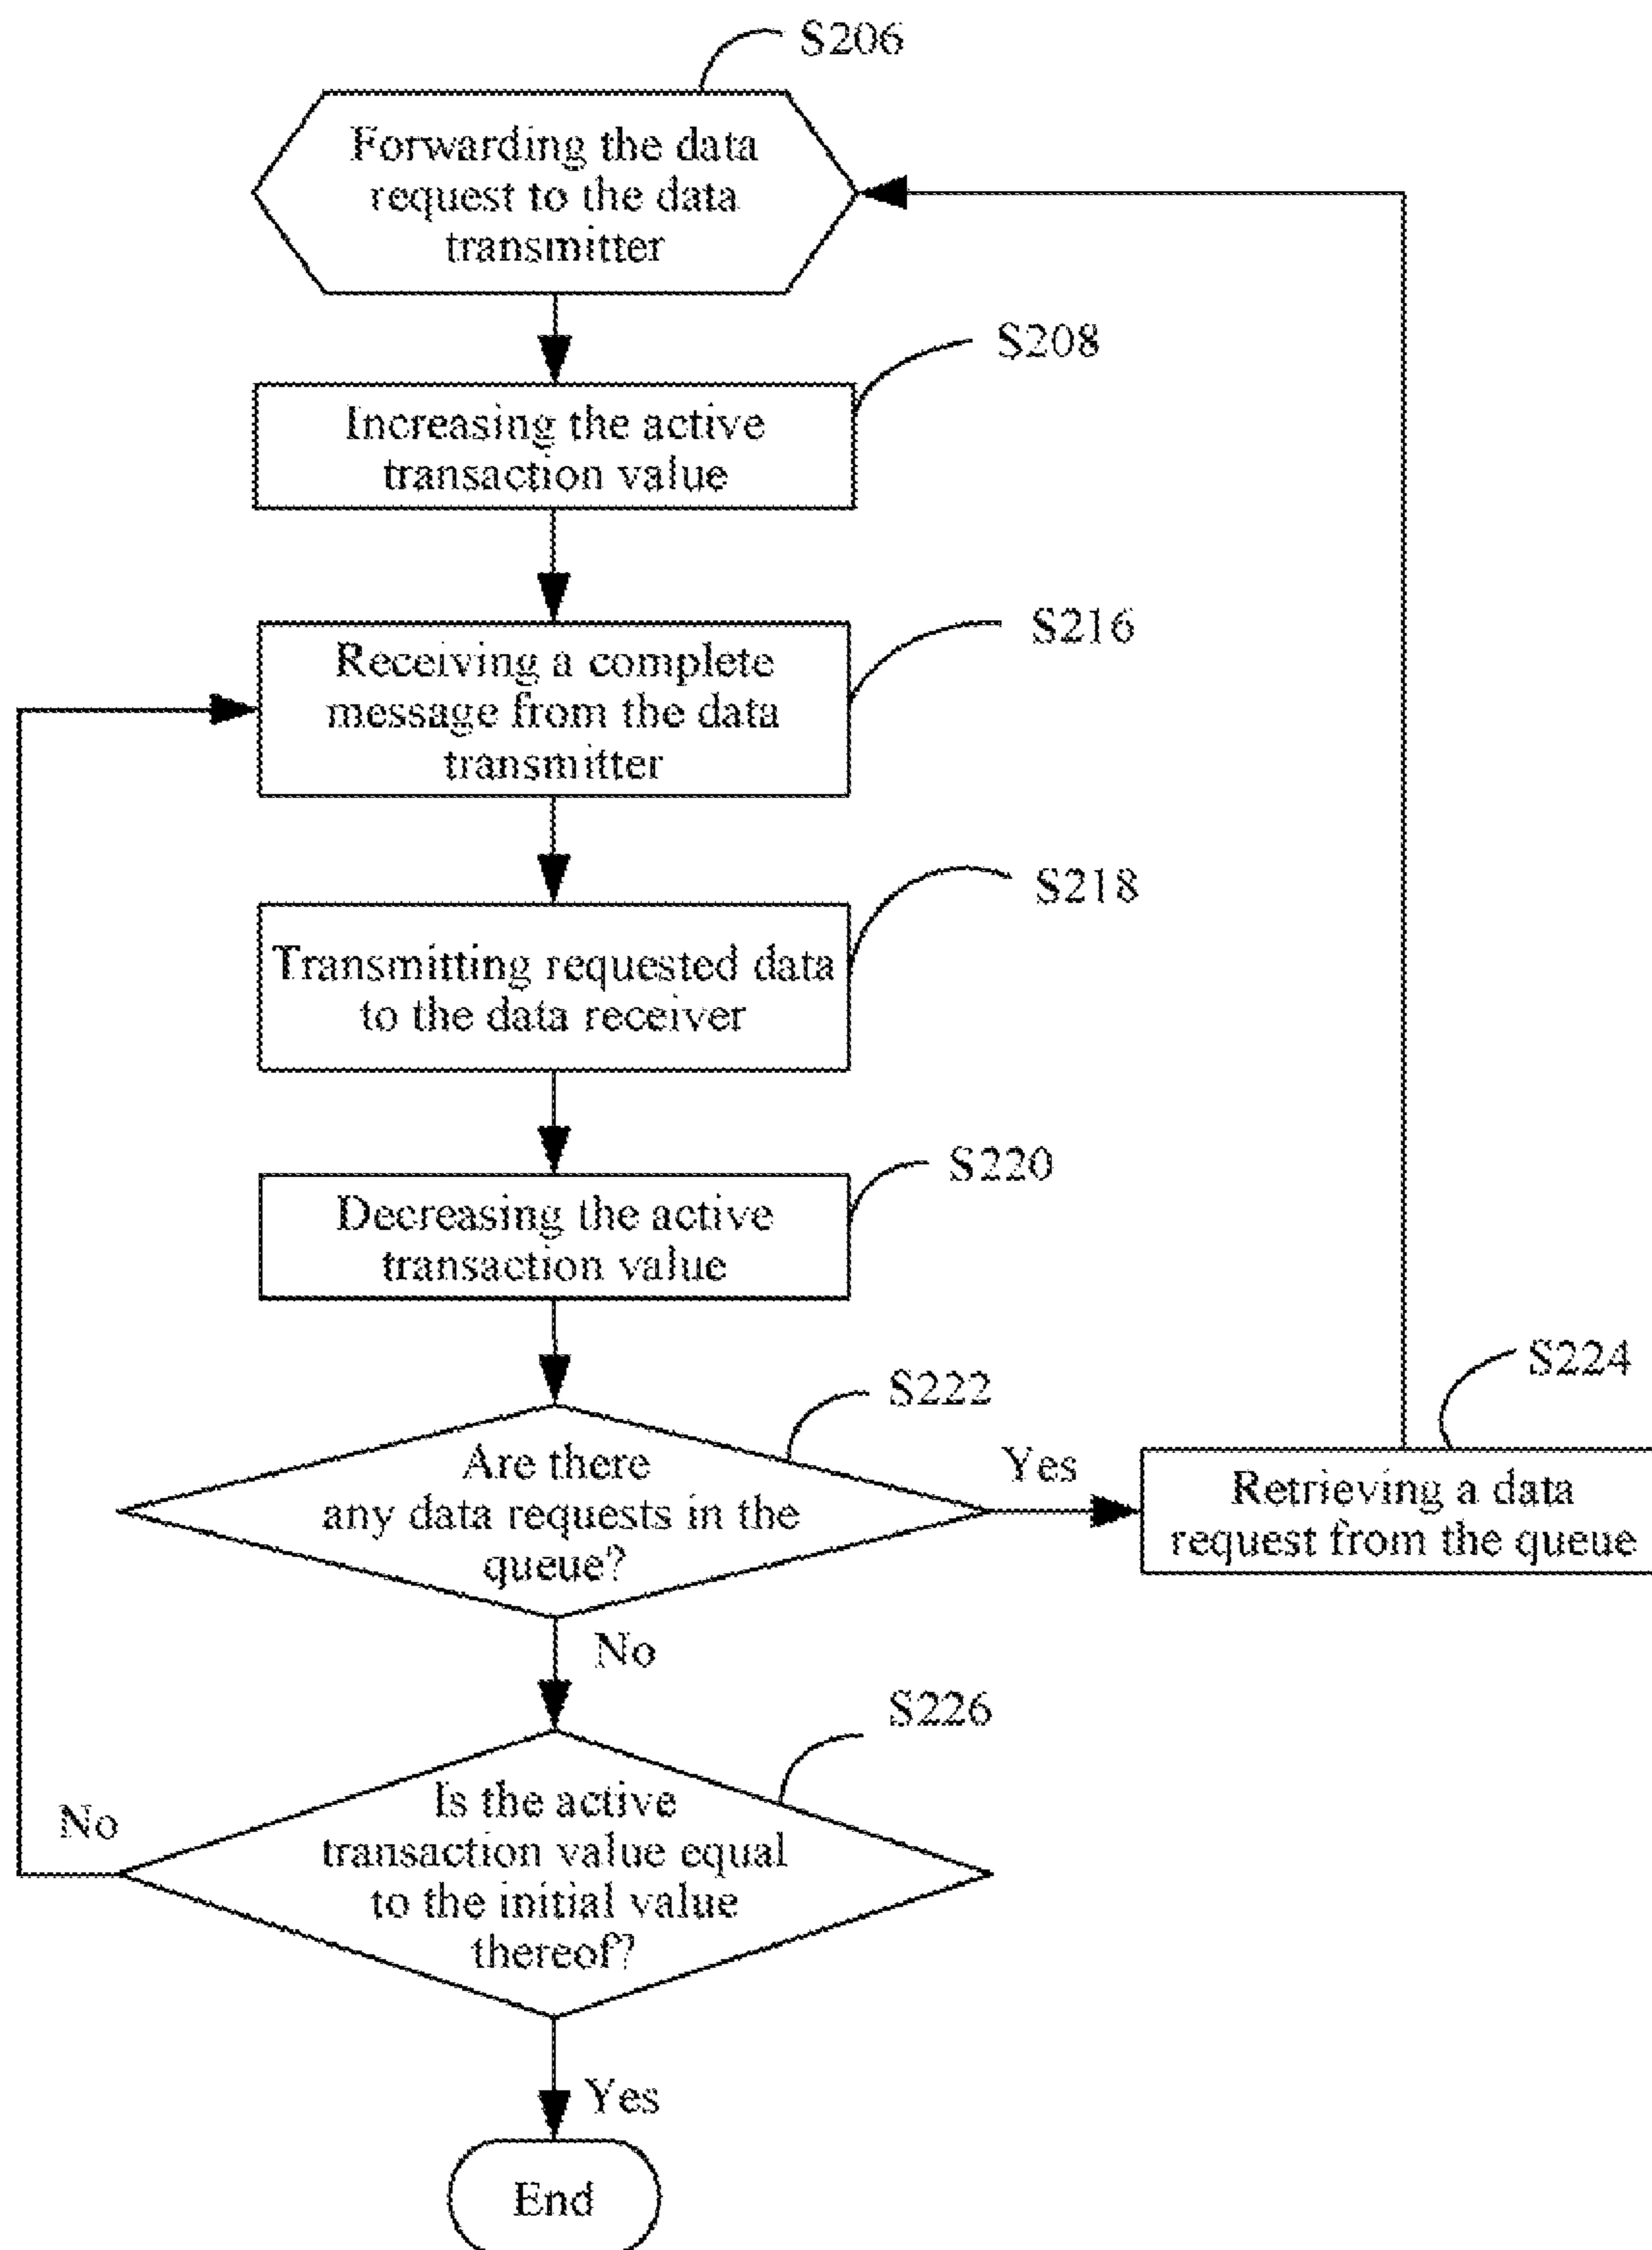 S206
Forwarding the data
request to the data
transmitter
S208
Increasing the active
transaction value
S216
Receiving a complete
message from the data
transmitter
S218
Transmitting requested data
to the data receiver
S220
Decreasing the active
transaction value
S222
Are there
any data requests in the
queue?
Yes
S224
Retrieving a data
request from the queue
No
S226
Is the active
transaction value equal
to the initial value
thereof?
No
Yes
End